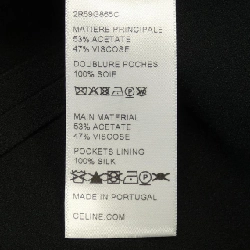 2R59G865C
MATIÈRE PRINCIPALE
53% ACETATE
47% VISCOSE
DOUBLURE POCHES
100% SOIE
MAIN MATERIAL
53% ACETATE
47% VISCOSE
POCKETS LINING
100% SILK
MADE IN PORTUGAL
CELINE.COM